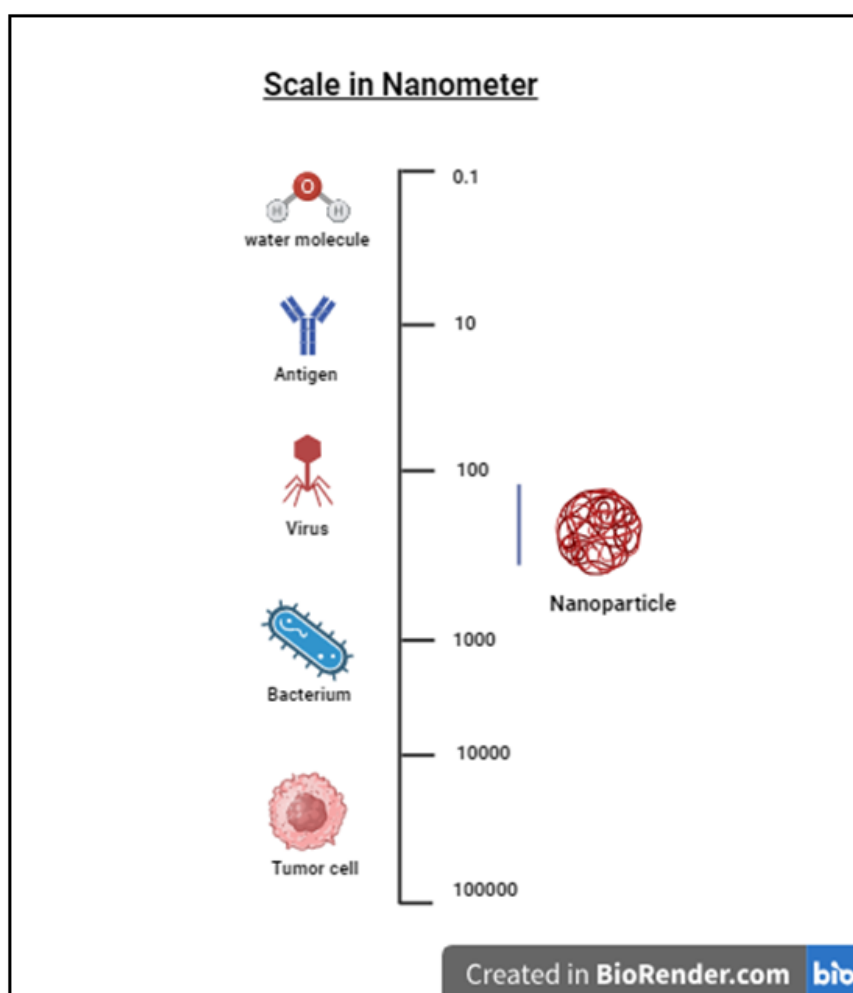 Scale in Nanometer
0.1
O
H H
water molecule
10
Antigen
100
Virus
Nanoparticle
1000
Bacterium
10000
Tumor cell
100000
Created in BioRender.com bio